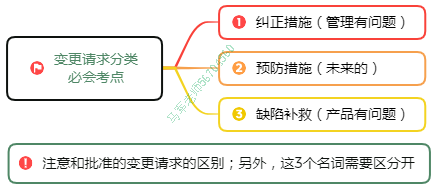 变更请求分类
必会考点
1 纠正措施（管理有问题）
2 预防措施（未来的）
3 缺陷补救（产品有问题）
注意和批准的变更请求的区别；另外，这3个名词需要区分开